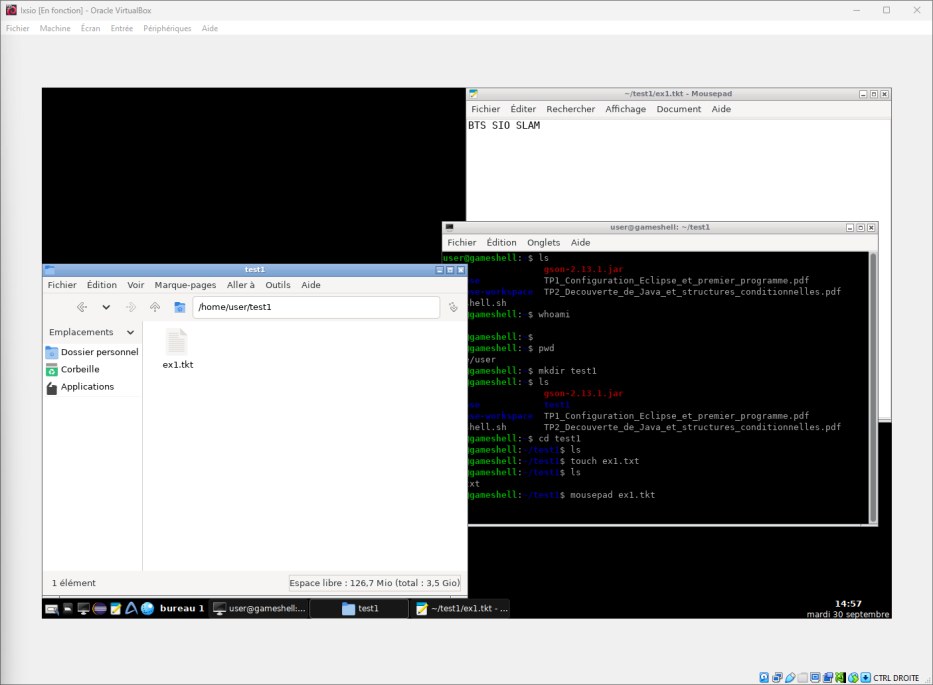 lxsio [En fonction] - Oracle VirtualBox
Fichier Machine Écran Entrée Périphériques Aide
~/test1/ex1.tkt - Mousepad
Fichier Éditer Rechercher Affichage Document Aide
BTS SIO SLAM
user@gameshell: ~/test1
Fichier Édition Onglets Aide
user@gameshell:~$ ls
gson-2.13.1.jar
TP1_Configuration_Eclipse_et_premier_programme.pdf
-workspace TP2_Decouverte_de_Java_et_structures_conditionnelles.pdf
hell.sh
@gameshell:~$ whoami
@gameshell:~$
@gameshell:~$ pwd
/user
@gameshell:~$ mkdir test1
@gameshell:~$ ls
gson-2.13.1.jar
test1
-workspace TP1_Configuration_Eclipse_et_premier_programme.pdf
hell.sh TP2_Decouverte_de_Java_et_structures_conditionnelles.pdf
@gameshell:~$ cd test1
@gameshell:~/test1$ ls
@gameshell:~/test1$ touch ex1.txt
@gameshell:~/test1$ ls
xt
@gameshell:~/test1$ mousepad ex1.tkt
test1
Fichier Édition Voir Marque-pages Aller à Outils Aide
/home/user/test1
Emplacements
Dossier personnel
Corbeille
Applications
ex1.tkt
1 élément
Espace libre : 126,7 Mio (total : 3,5 Gio)
bureau 1 user@gameshell:... test1 ~/test1/ex1.tkt - ...
14:57
mardi 30 septembre
CTRL DROITE